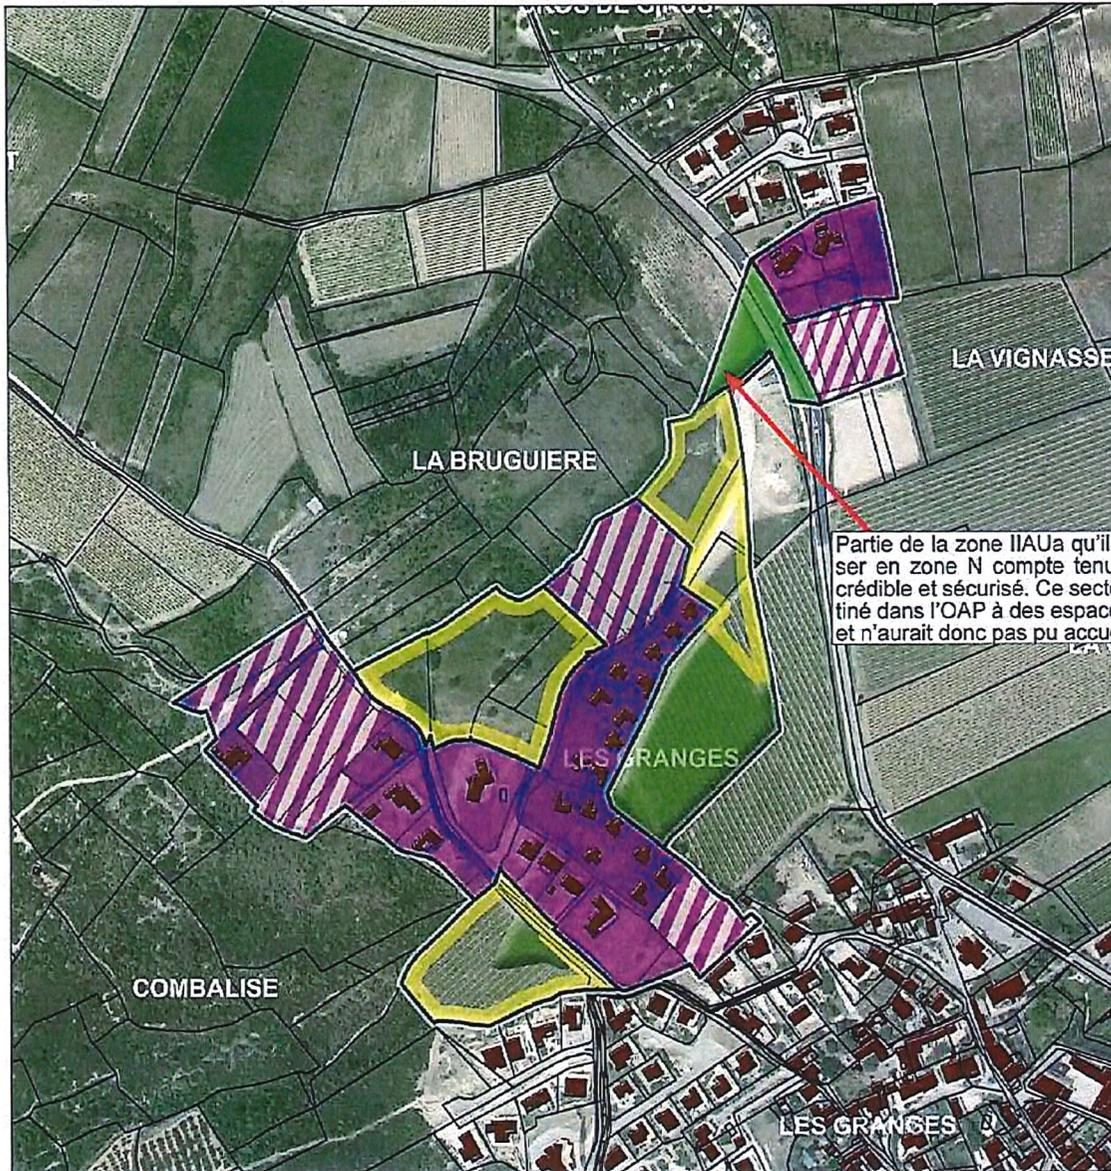 LA VIGNASSE
LA BRUGUIERE
Partie de la zone IIAUa qu'il
ser en zone N compte tenu
crédible et sécurisé. Ce secte
tiné dans l'OAP à des espace
et n'aurait donc pas pu accu
LES GRANGES
COMBALISE
LES GRANGES